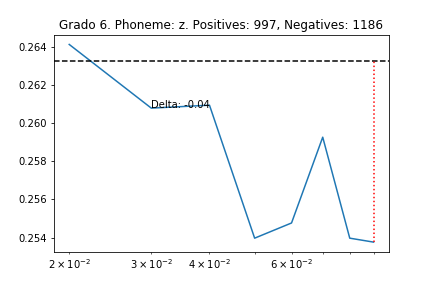 Grado 6. Phoneme: z. Positives: 997, Negatives: 1186
0.264
0.262
0.260
0.258
0.256
0.254
Delta: -0.04
2 × 10⁻² 3 × 10⁻² 4 × 10⁻² 6 × 10⁻²